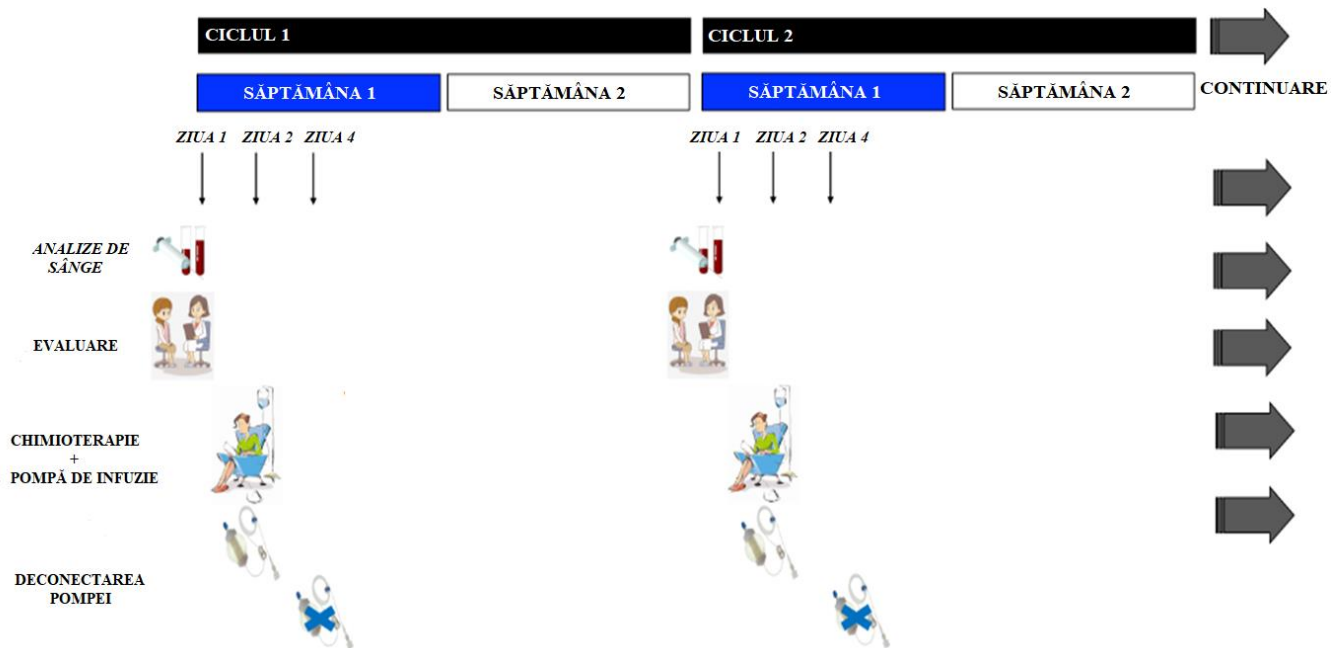 CICLUL 1
CICLUL 2
SĂPTĂMÂNA 1
SĂPTĂMÂNA 2
SĂPTĂMÂNA 1
SĂPTĂMÂNA 2
CONTINUARE
ZIUA 1
ZIUA 2
ZIUA 4
ZIUA 1
ZIUA 2
ZIUA 4
ANALIZE DE
SÂNGE
EVALUARE
CHIMIOTERAPIE
+
POMPĂ DE INFUZIE
DECONECTAREA
POMPEI